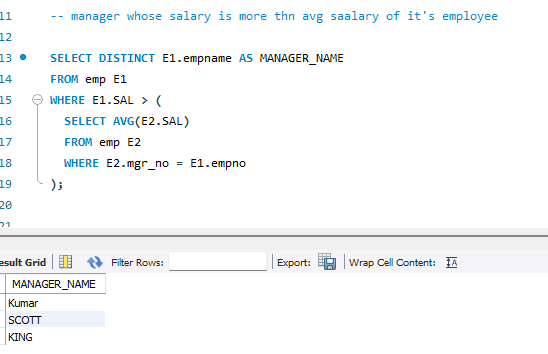 11 -- manager whose salary is more thn avg saalary of it's employee
12
13 SELECT DISTINCT E1.empname AS MANAGER_NAME
14 FROM emp E1
15 WHERE E1.SAL > (
16 SELECT AVG(E2.SAL)
17 FROM emp E2
18 WHERE E2.mgr_no = E1.empno
19 );
20
21
esult Grid Filter Rows: Export: Wrap Cell Content: IA
MANAGER_NAME
Kumar
SCOTT
KING